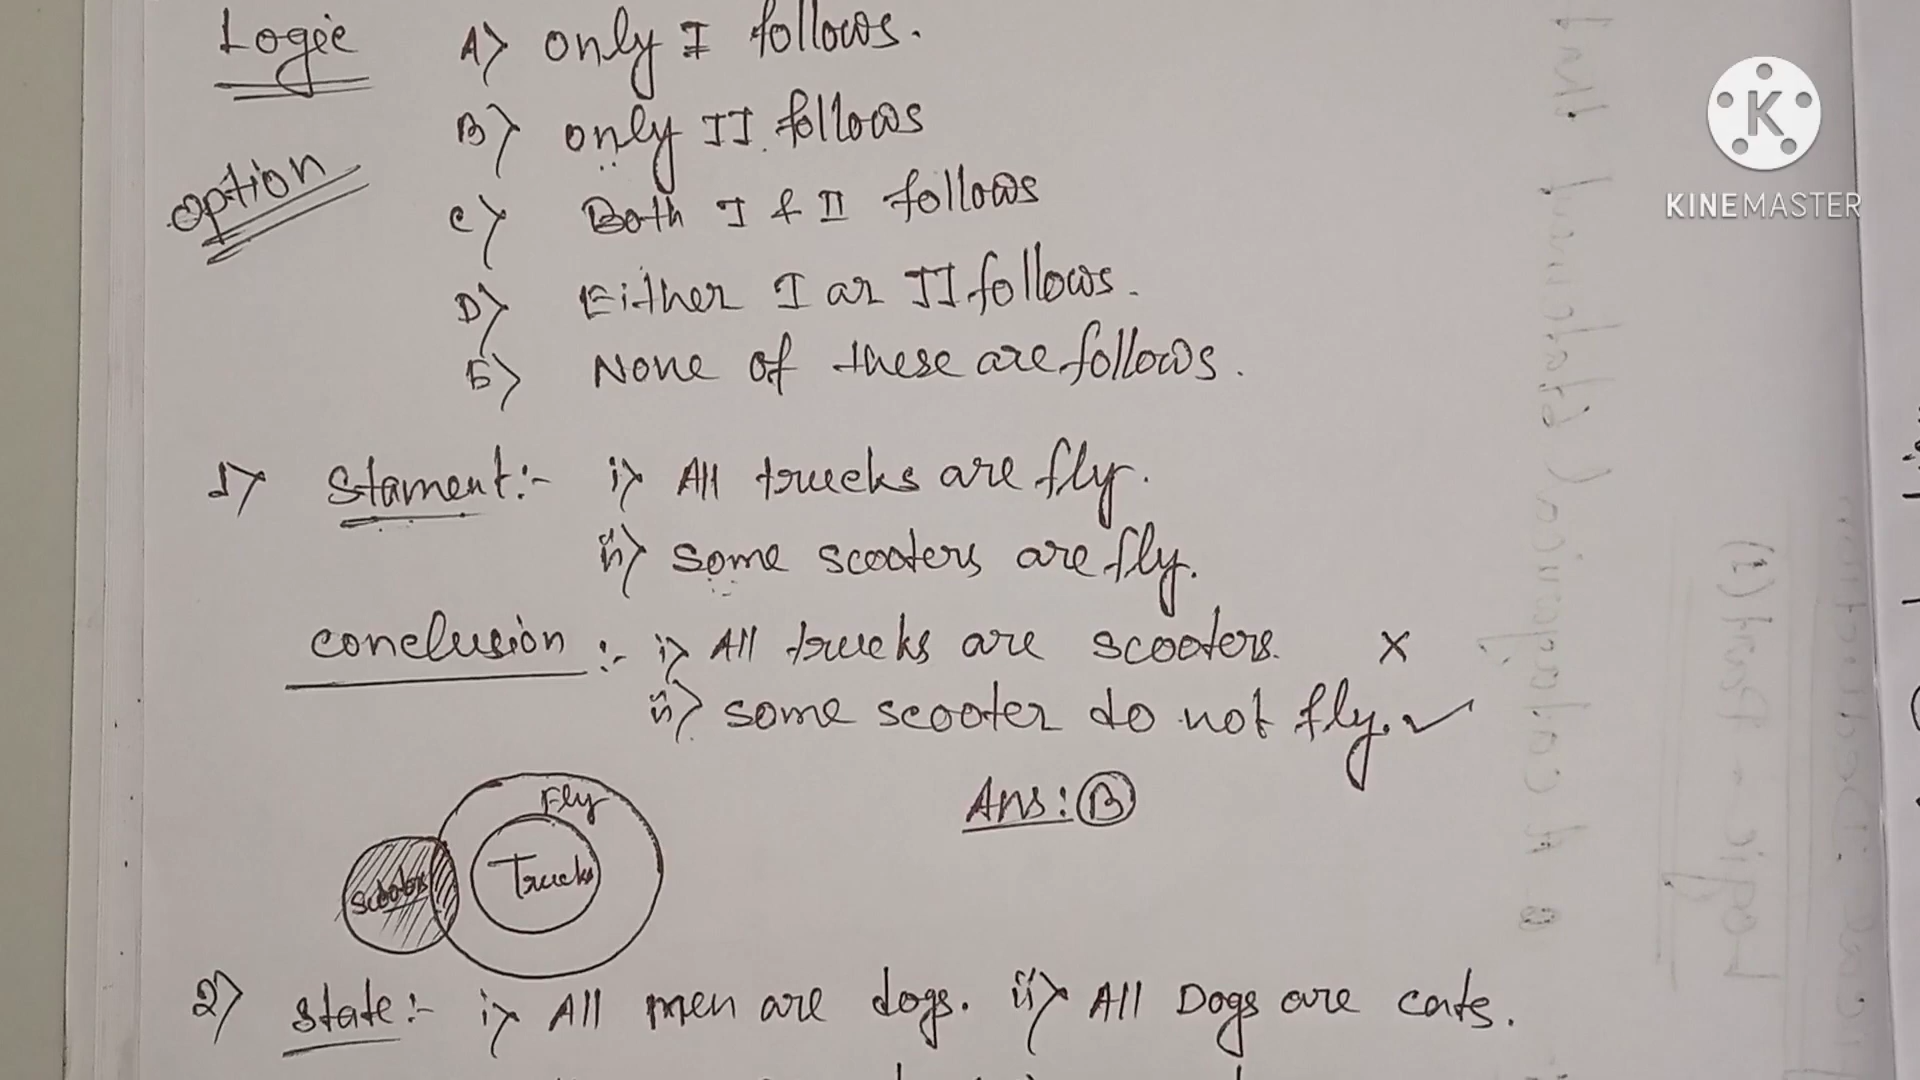 Logic A) only I follows.
B) only II follows
option
C) Both I & II follows
D) Either I or II follows.
E) None of these are follows.
1) Stament:- i) All trucks are fly.
ii) some scooters are fly.
conclusion :- i) All trucks are scooters. X
ii) some scooter do not fly. ✓
Ans: B
Fly
Trucks
Scooters
2) State:- i) All men are dogs. ii) All Dogs are cats.
KINEMASTER